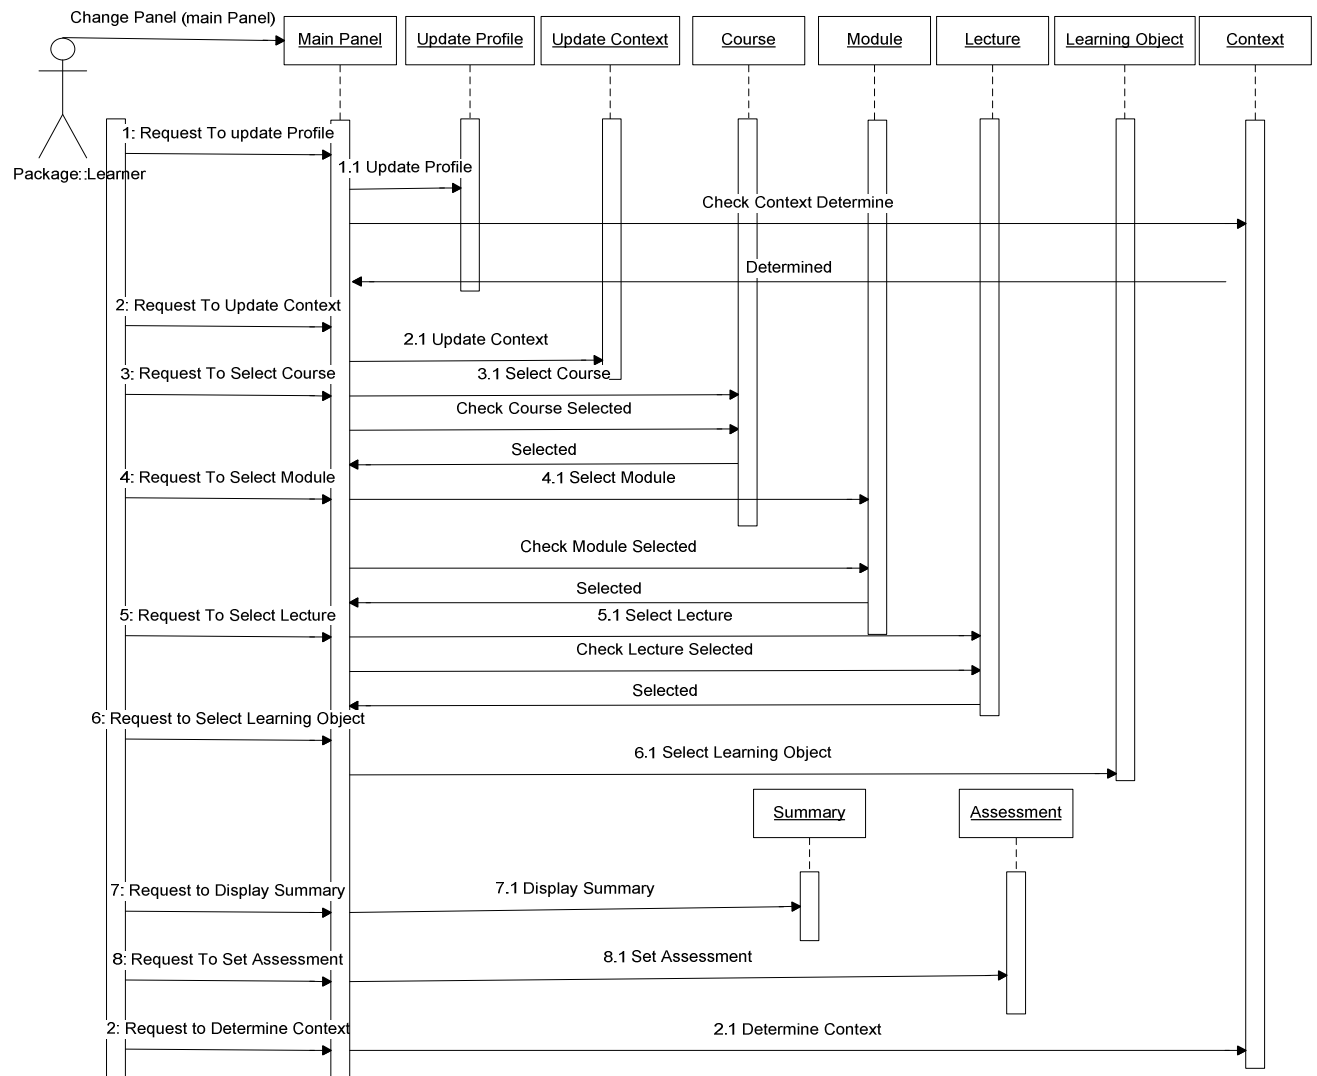 Change Panel (main Panel)
Main Panel
Update Profile
Update Context
Course
Module
Lecture
Learning Object
Context
1: Request To update Profile
1.1 Update Profile
Package::Learner
Check Context Determine
Determined
2: Request To Update Context
2.1 Update Context
3: Request To Select Course
3.1 Select Course
Check Course Selected
Selected
4: Request To Select Module
4.1 Select Module
Check Module Selected
Selected
5: Request To Select Lecture
5.1 Select Lecture
Check Lecture Selected
Selected
6: Request to Select Learning Object
6.1 Select Learning Object
Summary
Assessment
7: Request to Display Summary
7.1 Display Summary
8: Request To Set Assessment
8.1 Set Assessment
2: Request to Determine Context
2.1 Determine Context